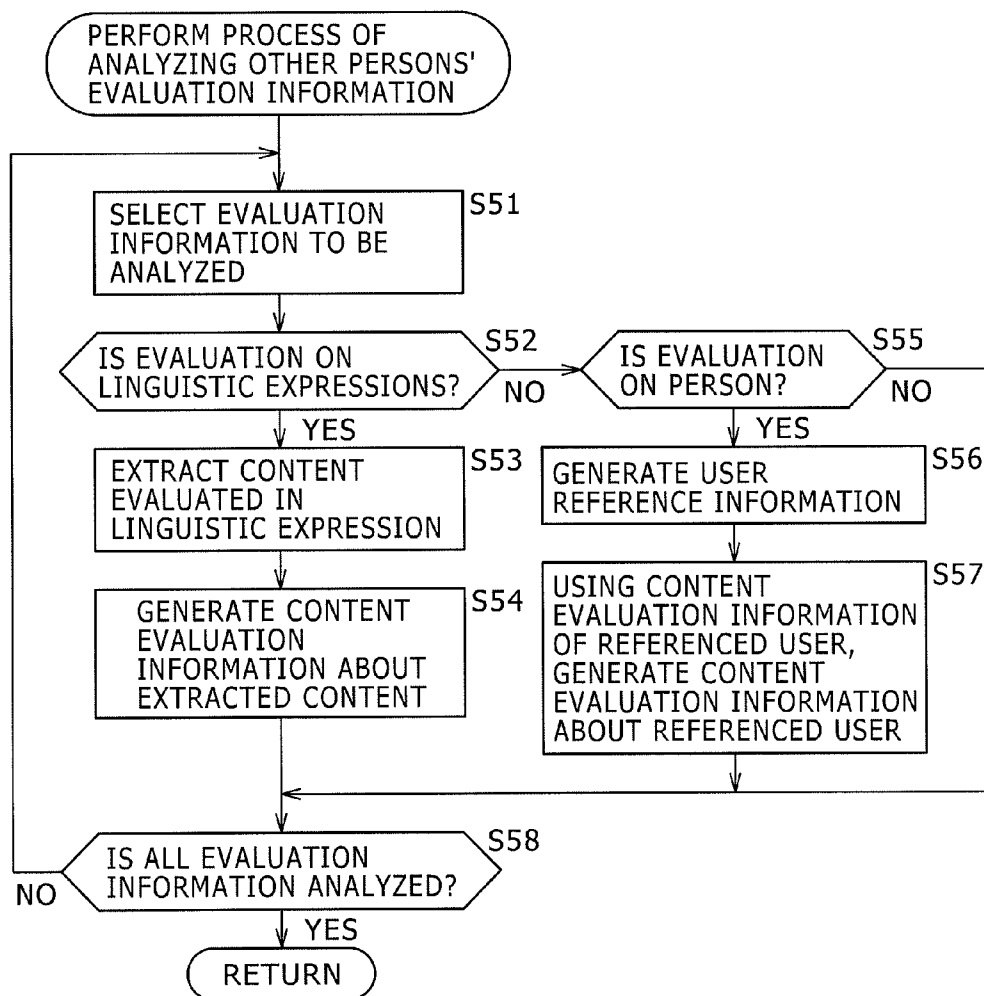 PERFORM PROCESS OF
ANALYZING OTHER PERSONS'
EVALUATION INFORMATION
S51
SELECT EVALUATION
INFORMATION TO BE
ANALYZED
S52
IS EVALUATION ON
LINGUISTIC EXPRESSIONS?
NO
YES
S55
IS EVALUATION
ON PERSON?
NO
YES
S53
EXTRACT CONTENT
EVALUATED IN
LINGUISTIC EXPRESSION
S56
GENERATE USER
REFERENCE INFORMATION
S54
GENERATE CONTENT
EVALUATION
INFORMATION ABOUT
EXTRACTED CONTENT
S57
USING CONTENT
EVALUATION INFORMATION
OF REFERENCED USER,
GENERATE CONTENT
EVALUATION INFORMATION
ABOUT REFERENCED USER
S58
IS ALL EVALUATION
INFORMATION ANALYZED?
NO
YES
RETURN